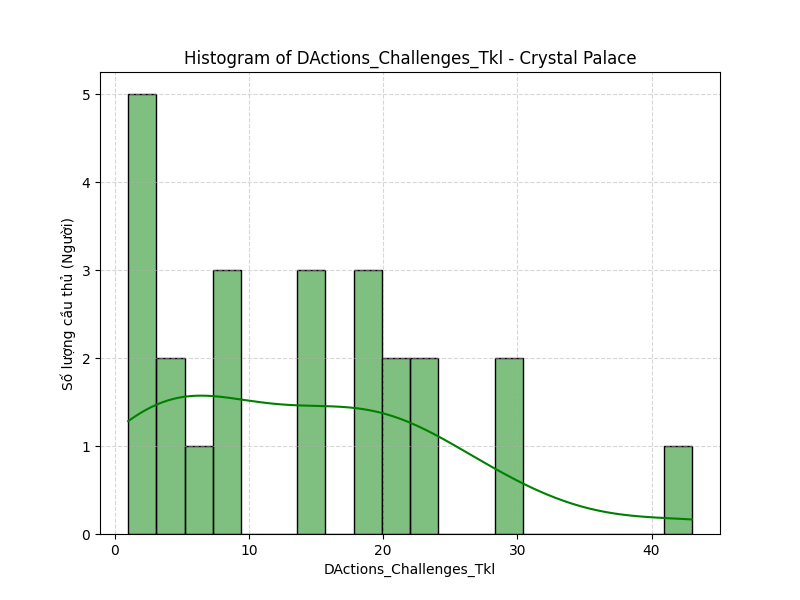 Histogram of DActions_Challenges_Tkl - Crystal Palace
Số lượng cầu thủ (Người)
5
4
3
2
1
0
0 10 20 30 40
DActions_Challenges_Tkl